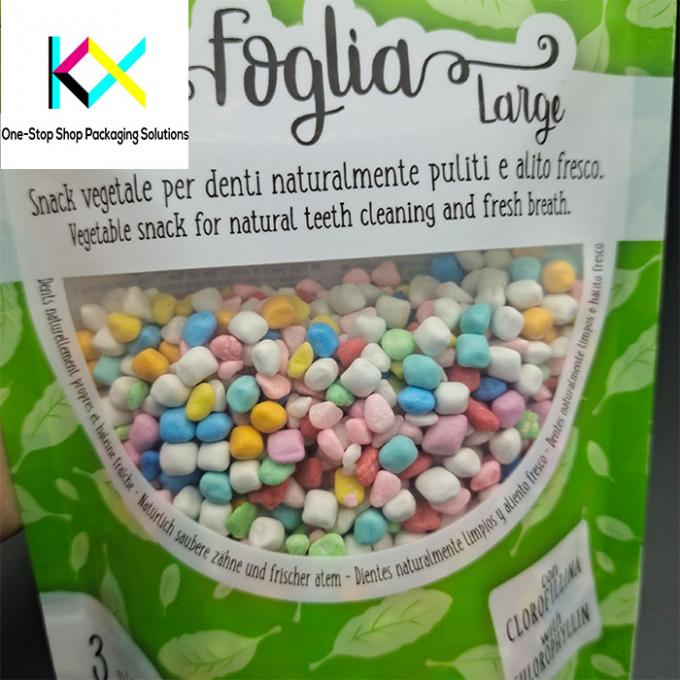 KX
One-Stop Shop Packaging Solutions
Foglia
Large
Snack vegetale per denti naturalmente puliti e alito fresco.
Vegetable snack for natural teeth cleaning and fresh breath.
Dents naturellement propres et haleine fraîche - Natürlich saubere zähne und frischer atem - Dientes naturalmente limpios y aliento fresco - Dentes naturalmente limpos e halito fresco
con
CLOROFILLINA
with
CHLOROPHYLLIN
3